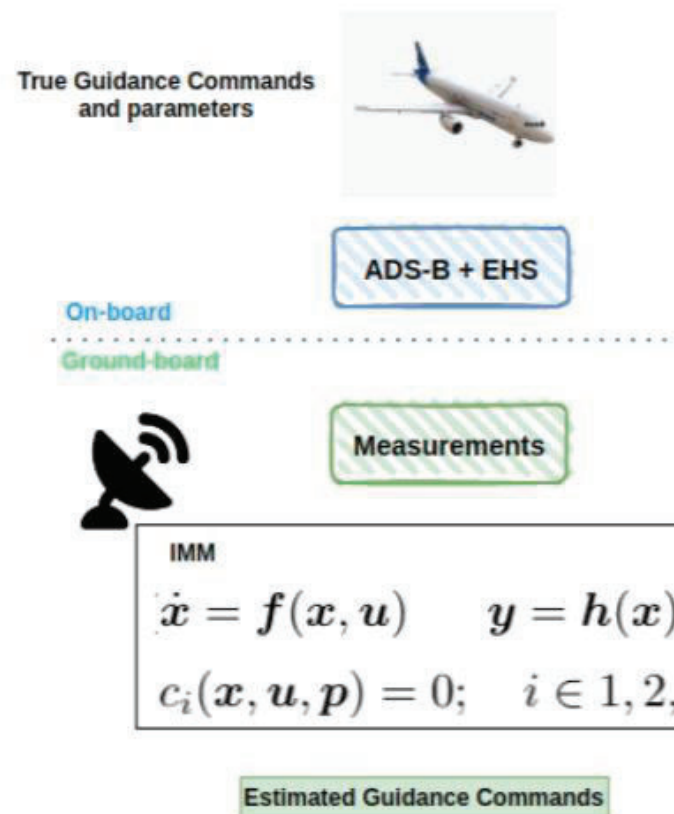 True Guidance Commands
and parameters
ADS-B + EHS
On-board
Ground-board
Measurements
IMM
ẋ = f(x, u) y = h(x)
cᵢ(x, u, p) = 0; i ∈ 1, 2,
Estimated Guidance Commands